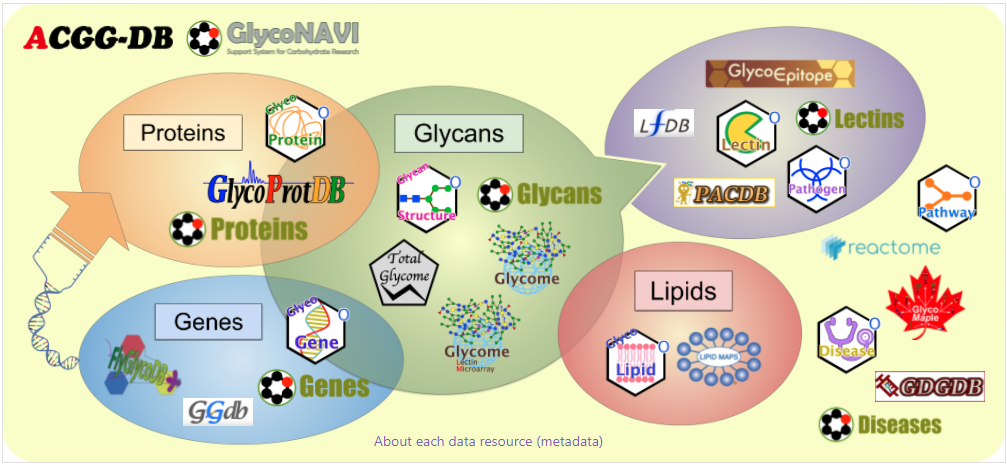 ACGG-DB
GlycoNAVI
Support System for Carbohydrate Research
Proteins
Glyco
Protein
GlycoProtDB
Proteins
Glycans
Glycan
Structure
Glycans
Total
Glycome
Glycome
Glycome
Lectin
Microarray
GlycoEpitope
LfDB
Lectin
Lectins
PACDB
Pathogen
Pathway
reactome
Glyco
Maple
Genes
Glyco
Gene
FlyGlycoDB
GGdb
Genes
Lipids
Glyco
Lipid
LIPID MAPS
Disease
GDGDB
Diseases
About each data resource (metadata)